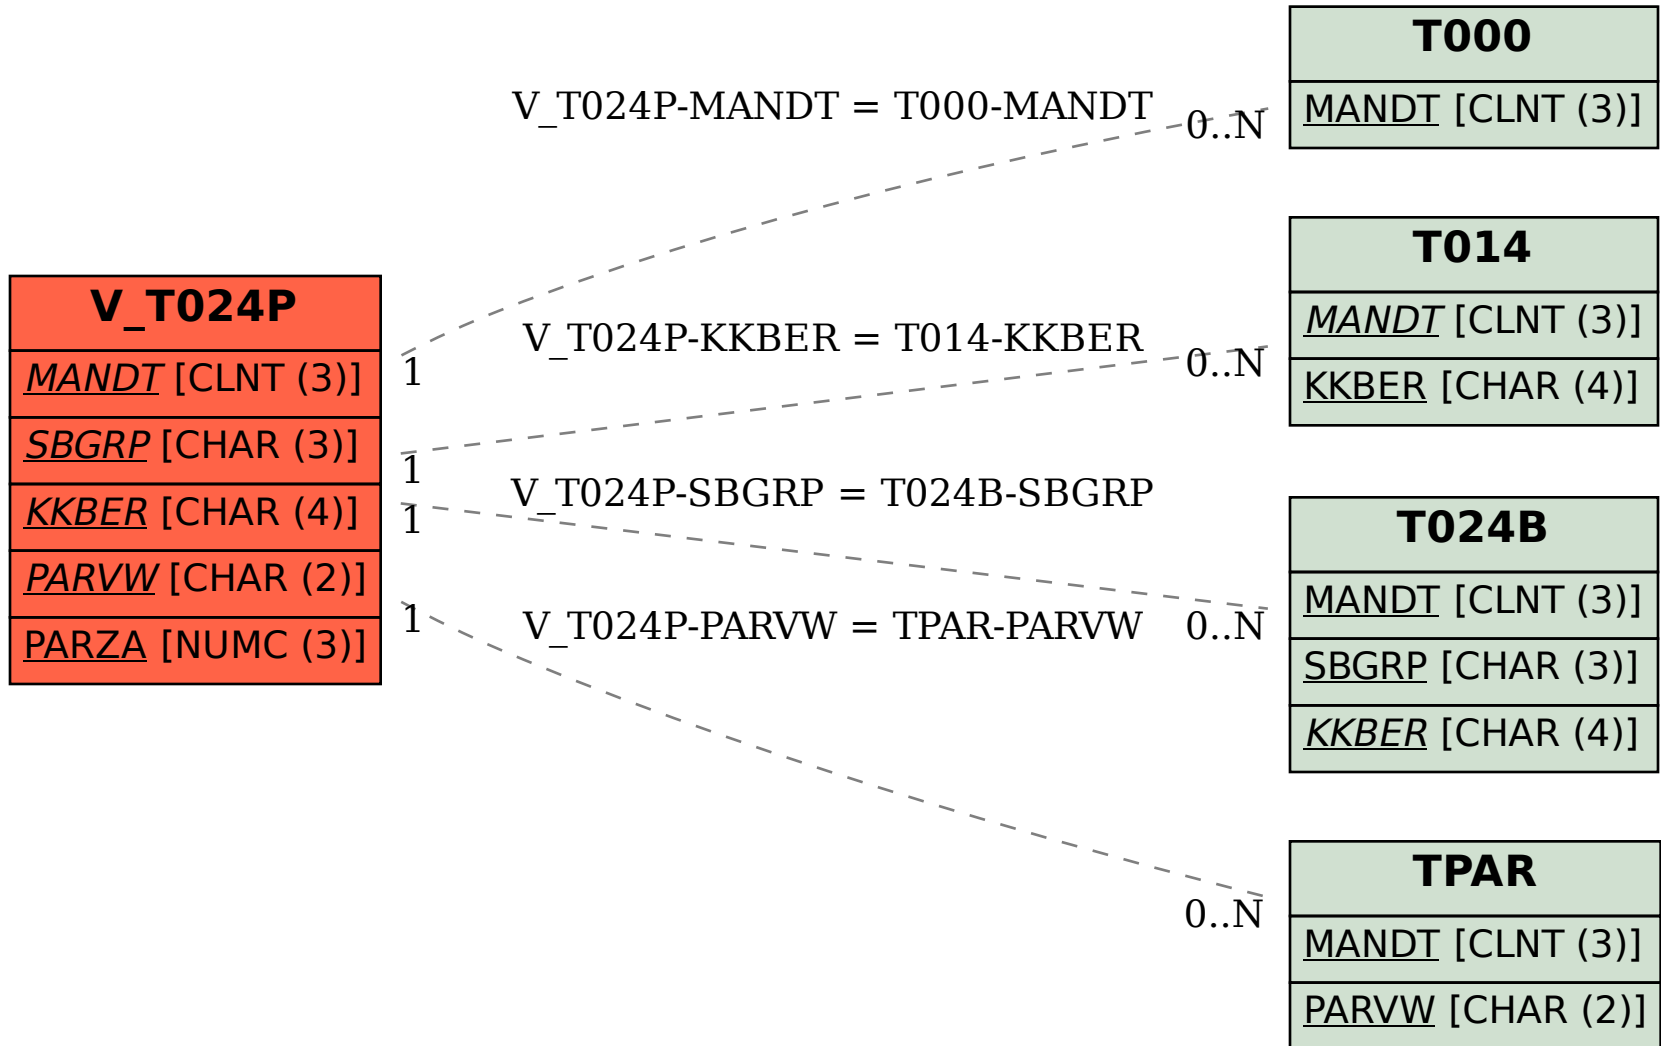 V_T024P
MANDT [CLNT (3)]
SBGRP [CHAR (3)]
KKBER [CHAR (4)]
PARVW [CHAR (2)]
PARZA [NUMC (3)]
V_T024P-MANDT = T000-MANDT
1
0..N
V_T024P-KKBER = T014-KKBER
1
0..N
V_T024P-SBGRP = T024B-SBGRP
1
0..N
V_T024P-PARVW = TPAR-PARVW
1
0..N
T000
MANDT [CLNT (3)]
T014
MANDT [CLNT (3)]
KKBER [CHAR (4)]
T024B
MANDT [CLNT (3)]
SBGRP [CHAR (3)]
KKBER [CHAR (4)]
TPAR
MANDT [CLNT (3)]
PARVW [CHAR (2)]